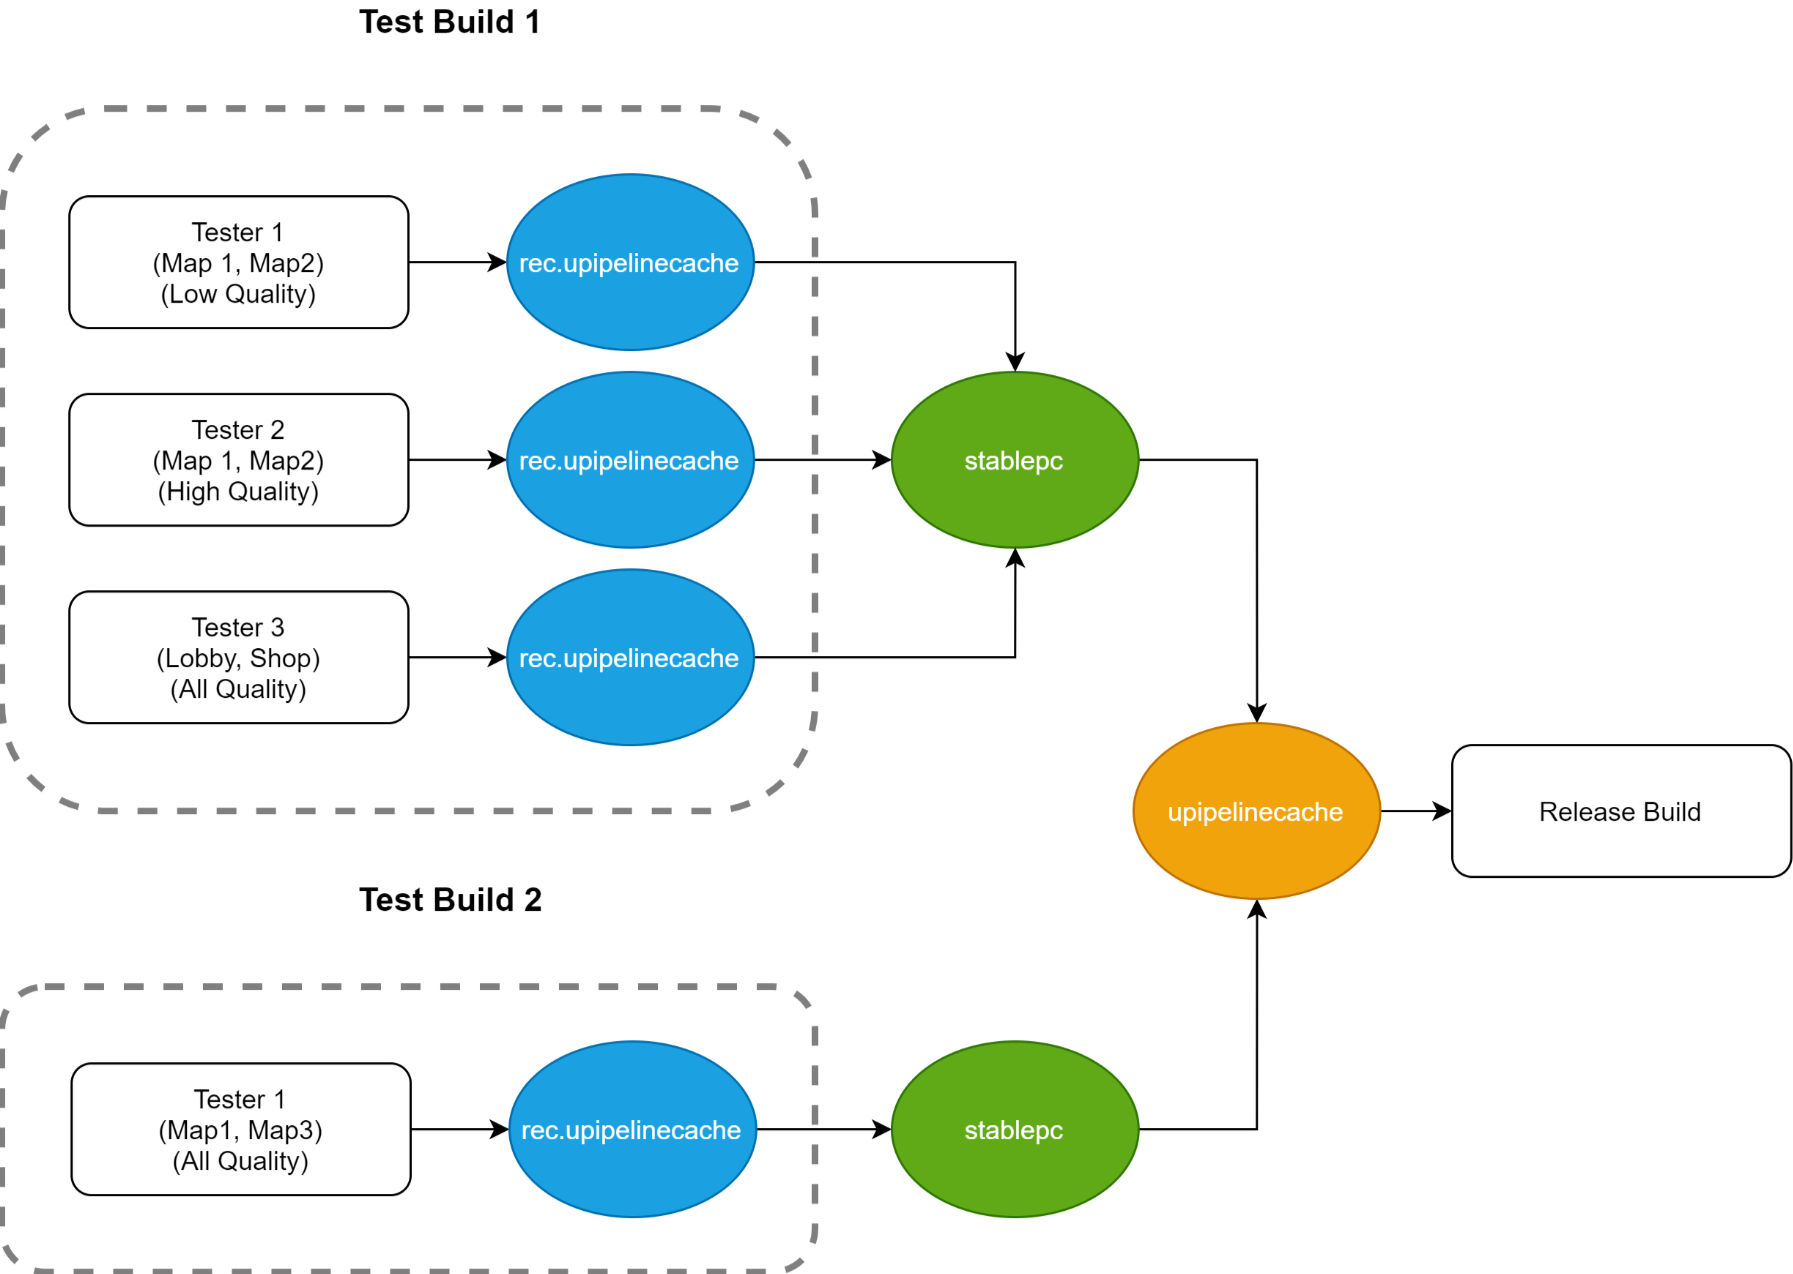 Test Build 1
Tester 1
(Map 1, Map2)
(Low Quality)
rec.upipelinecache
Tester 2
(Map 1, Map2)
(High Quality)
rec.upipelinecache
stablepc
Tester 3
(Lobby, Shop)
(All Quality)
rec.upipelinecache
upipelinecache
Release Build
Test Build 2
Tester 1
(Map1, Map3)
(All Quality)
rec.upipelinecache
stablepc